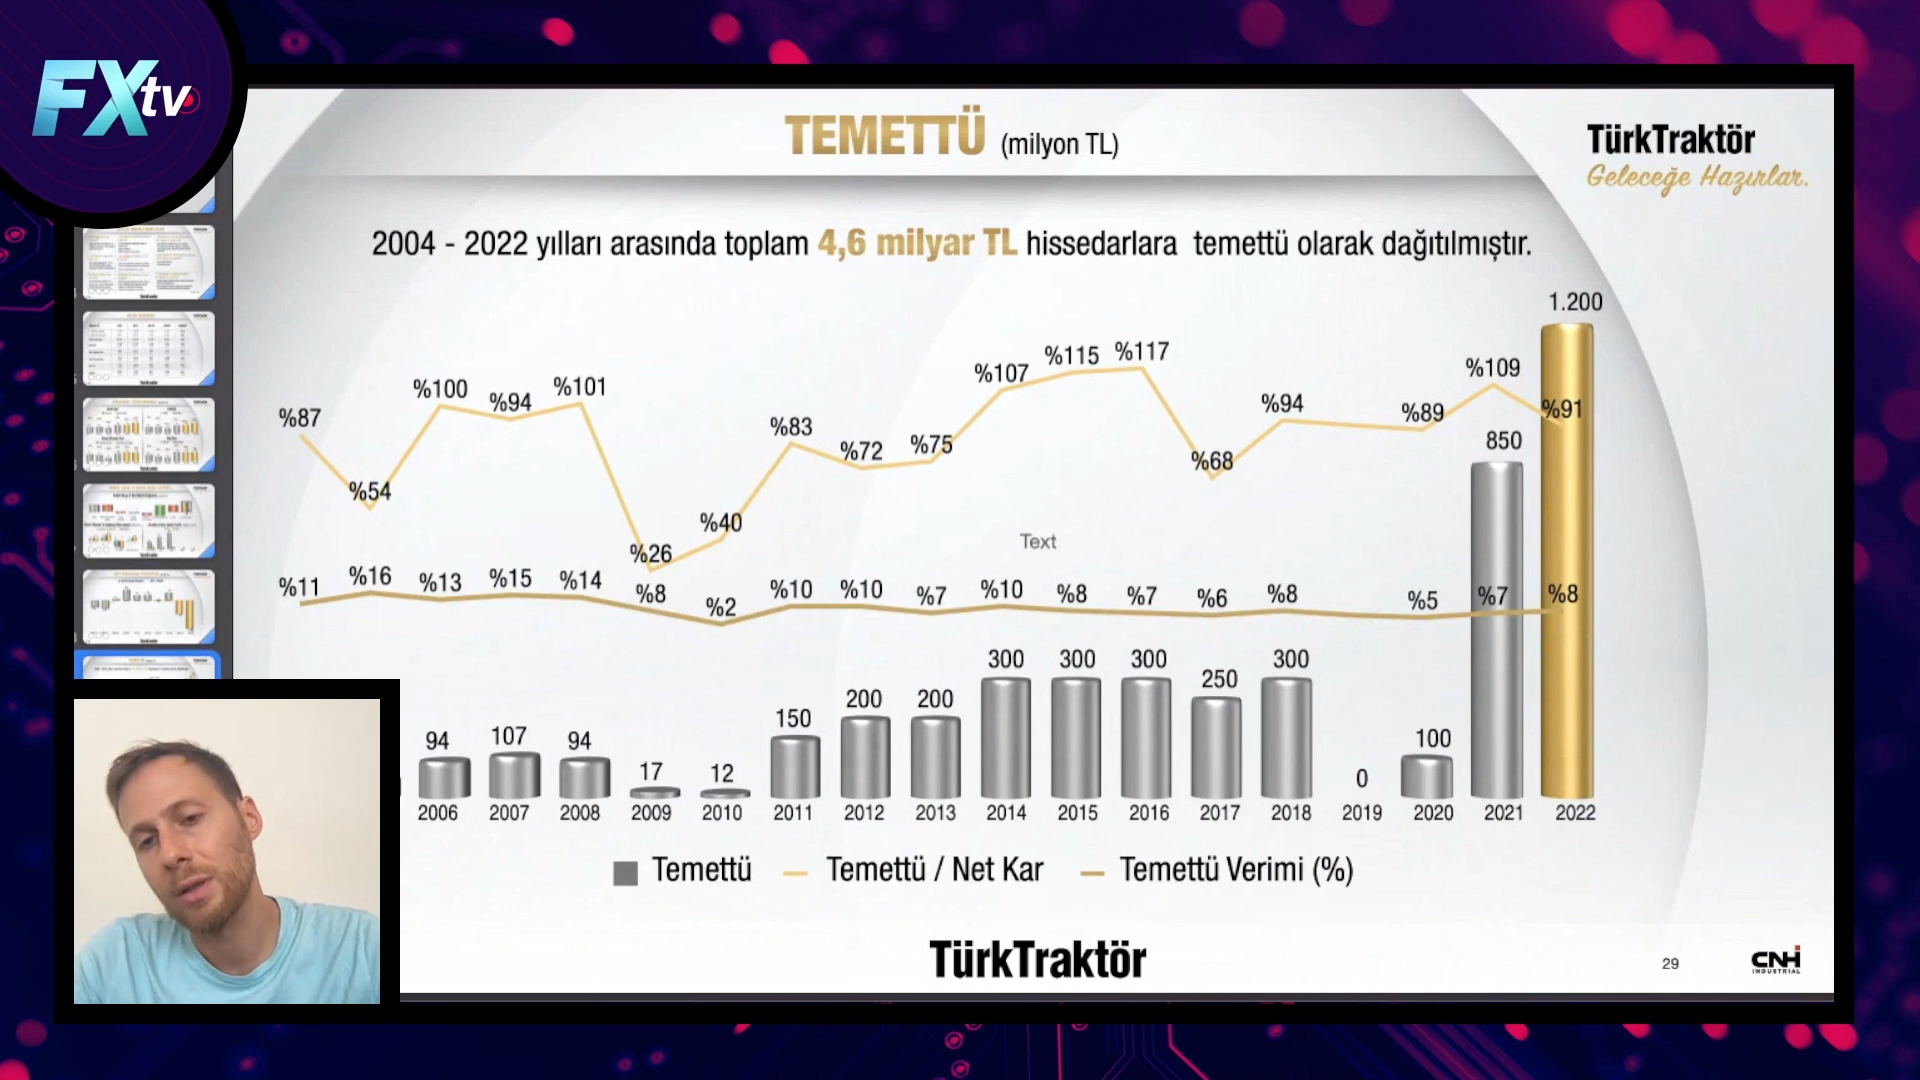 FXtv
TEMETTÜ (milyon TL)
TürkTraktör
Geleceğe Hazırlar.
2004 - 2022 yılları arasında toplam 4,6 milyar TL hissedarlara temettü olarak dağıtılmıştır.
%87 %54 %100 %94 %101 %26 %40 %83 %72 %75 %107 %115 %117 %68 %94 %89 %109 %91
Text
%11 %16 %13 %15 %14 %8 %2 %10 %10 %7 %10 %8 %7 %6 %8 %5 %7 %8
94 107 94 17 12 150 200 200 300 300 300 250 300 0 100 850 1.200
2006 2007 2008 2009 2010 2011 2012 2013 2014 2015 2016 2017 2018 2019 2020 2021 2022
Temettü Temettü / Net Kar Temettü Verimi (%)
TürkTraktör
29
CNH
INDUSTRIAL